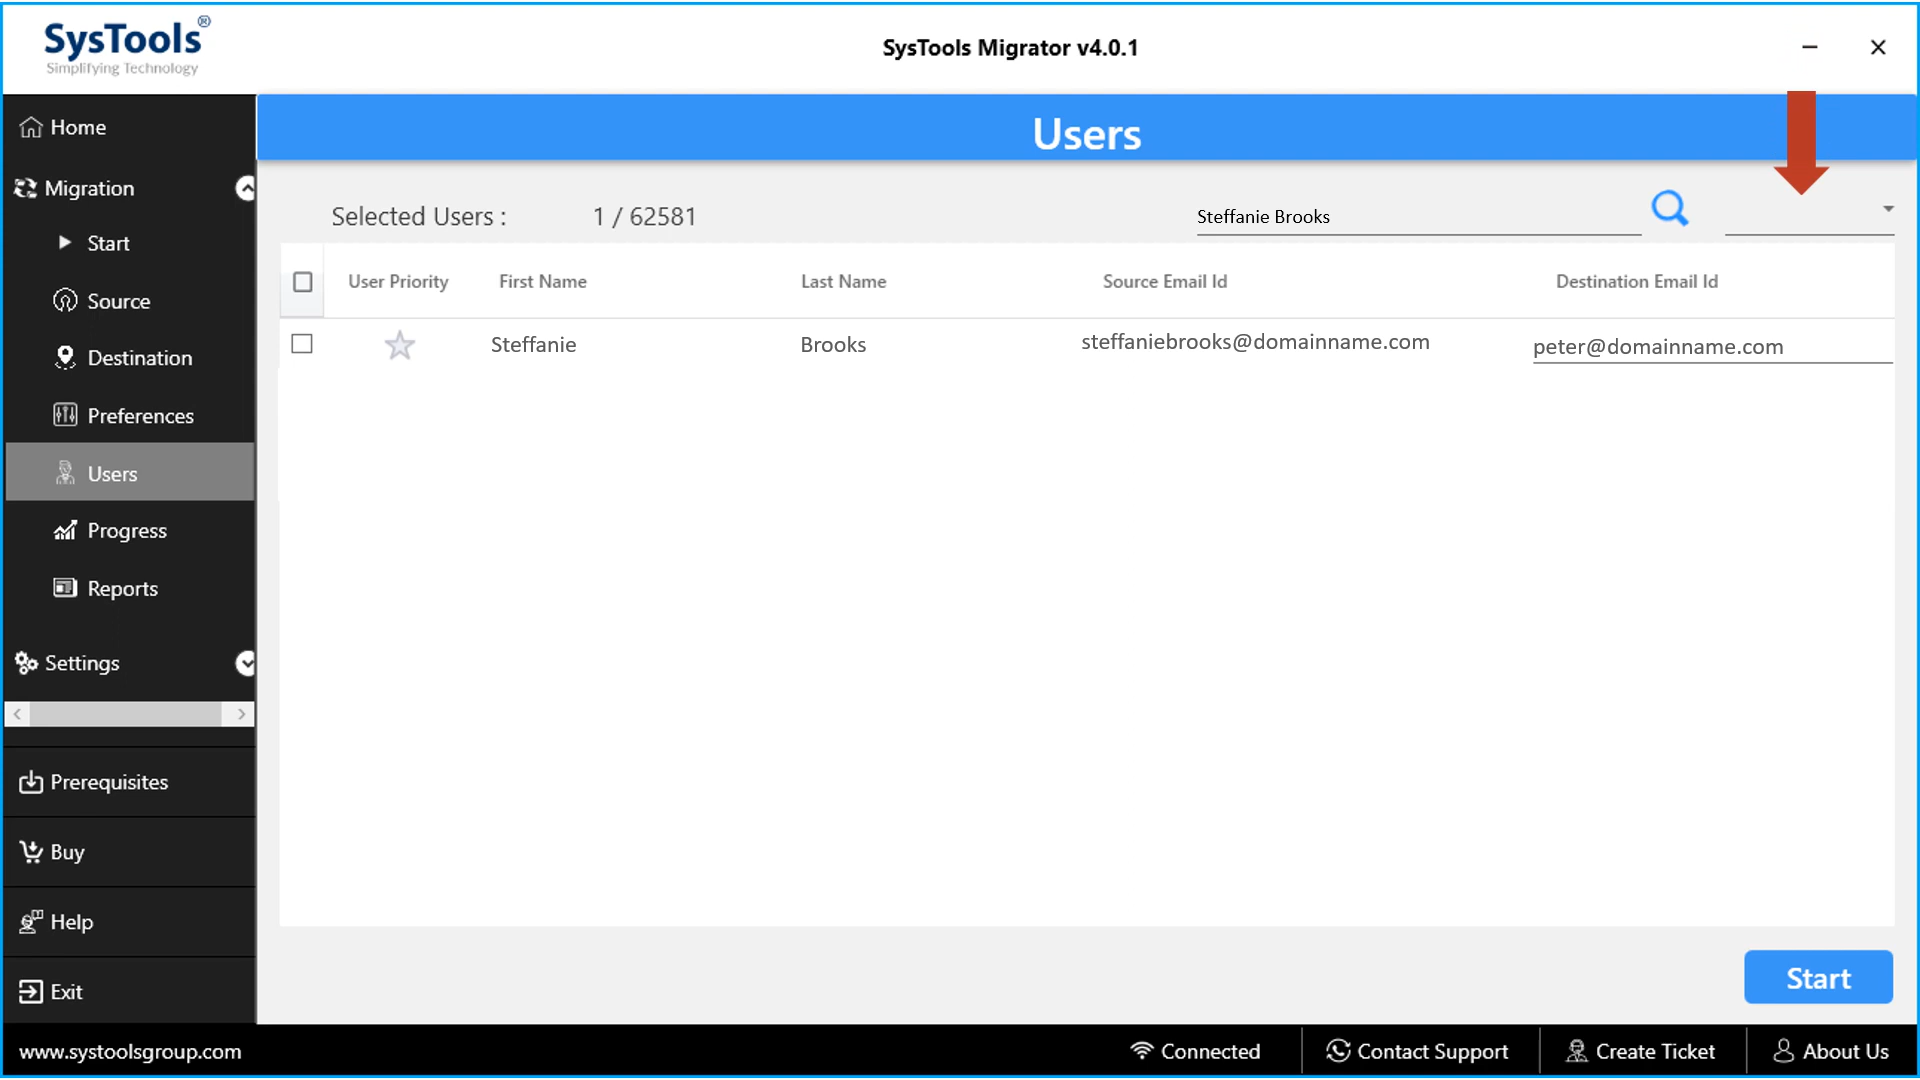 SysTools®
Simplifying Technology
SysTools Migrator v4.0.1
Home
Migration
Start
Source
Destination
Preferences
Users
Progress
Reports
Settings
Prerequisites
Buy
Help
Exit
Users
Selected Users : 1 / 62581
Steffanie Brooks
User Priority First Name Last Name Source Email Id Destination Email Id
Steffanie Brooks steffaniebrooks@domainname.com peter@domainname.com
Start
www.systoolsgroup.com Connected Contact Support Create Ticket About Us